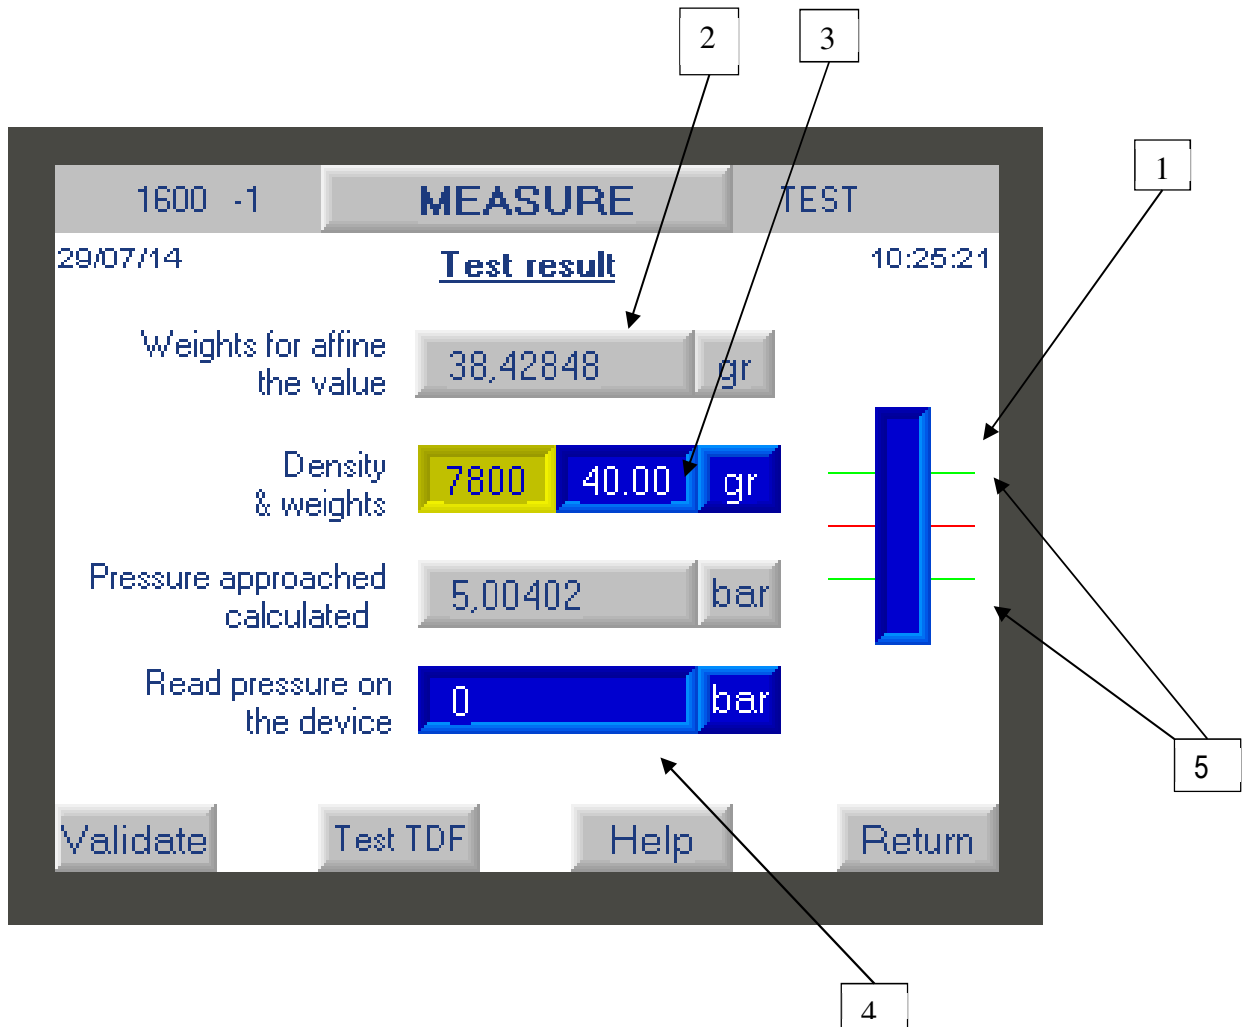 2 3
1
1600 -1 MEASURE TEST
29/07/14 Test result 10:25:21
Weights for affine
the value
38,42848 gr
Density
& weights
7800 40.00 gr
Pressure approached
calculated
5,00402 bar
Read pressure on
the device
0 bar
5
Validate Test TDF Help Return
4